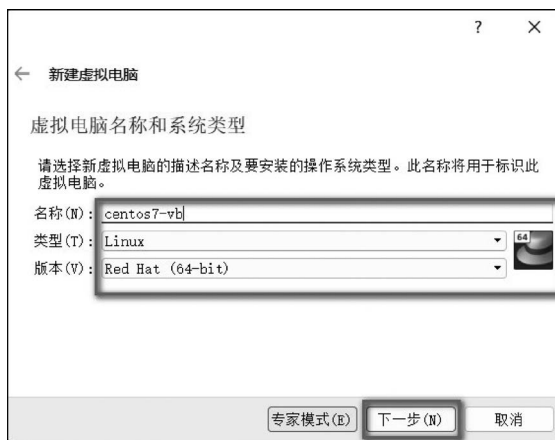 ?
新建虚拟电脑
虚拟电脑名称和系统类型
请选择新虚拟电脑的描述名称及要安装的操作系统类型。此名称将用于标识此
虚拟电脑。
名称(N): centos7-vb
类型(T): Linux
64
版本(V): Red Hat (64-bit)
专家模式(E) 下一步(N) 取消